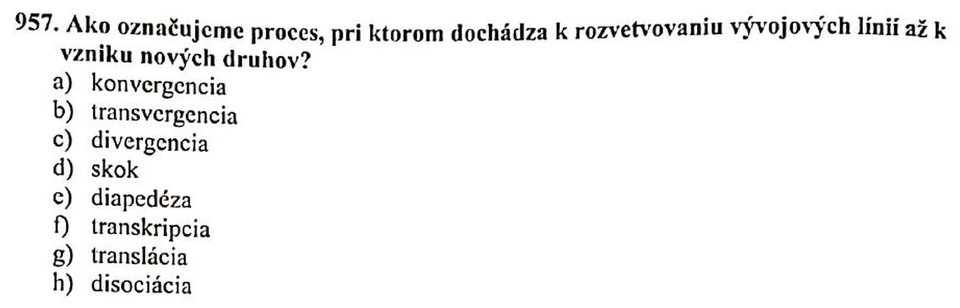 957. Ako označujeme proces, pri ktorom dochádza k rozvetvovaniu vývojových línií až k
vzniku nových druhov?
a) konvergencia
b) transvergencia
c) divergencia
d) skok
e) diapedéza
f) transkripcia
g) translácia
h) disociácia